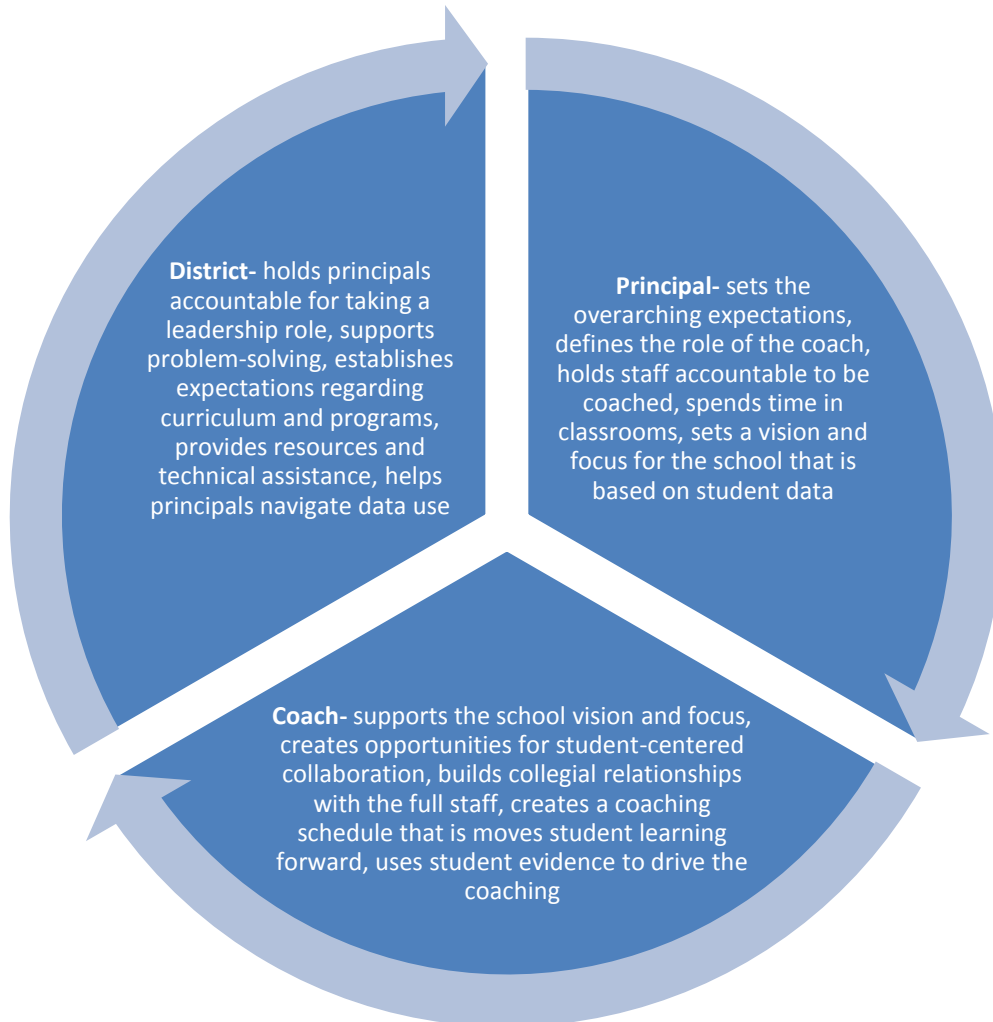 District- holds principals
accountable for taking a
leadership role, supports
problem-solving, establishes
expectations regarding
curriculum and programs,
provides resources and
technical assistance, helps
principals navigate data use
Principal- sets the
overarching expectations,
defines the role of the coach,
holds staff accountable to be
coached, spends time in
classrooms, sets a vision and
focus for the school that is
based on student data
Coach- supports the school vision and focus,
creates opportunities for student-centered
collaboration, builds collegial relationships
with the full staff, creates a coaching
schedule that is moves student learning
forward, uses student evidence to drive the
coaching